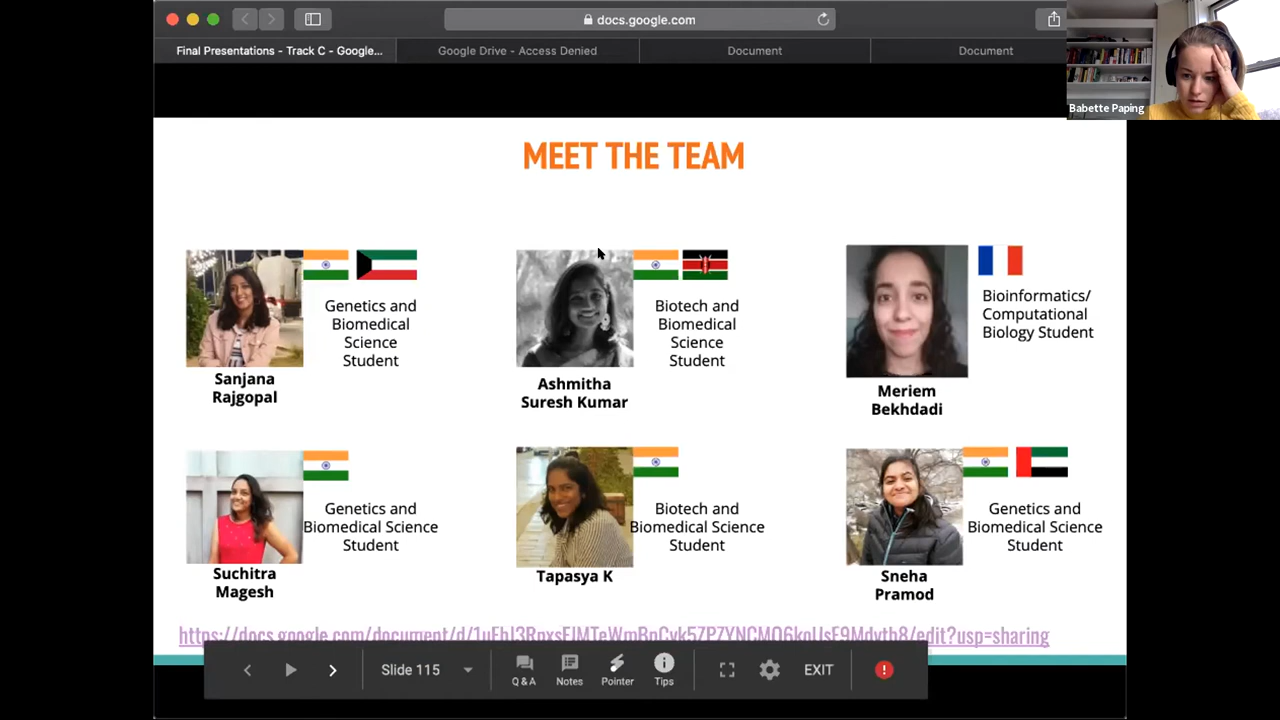 docs.google.com
Final Presentations - Track C - Google...
Google Drive - Access Denied
Document
Document
Babette Paping
MEET THE TEAM
Genetics and
Biomedical
Science
Student
Sanjana
Rajgopal
Biotech and
Biomedical
Science
Student
Ashmitha
Suresh Kumar
Bioinformatics/
Computational
Biology Student
Meriem
Bekhdadi
Genetics and
Biomedical Science
Student
Suchitra
Magesh
Biotech and
Biomedical Science
Student
Tapasya K
Genetics and
Biomedical Science
Student
Sneha
Pramod
Slide 115
Q & A
Notes
Pointer
Tips
EXIT